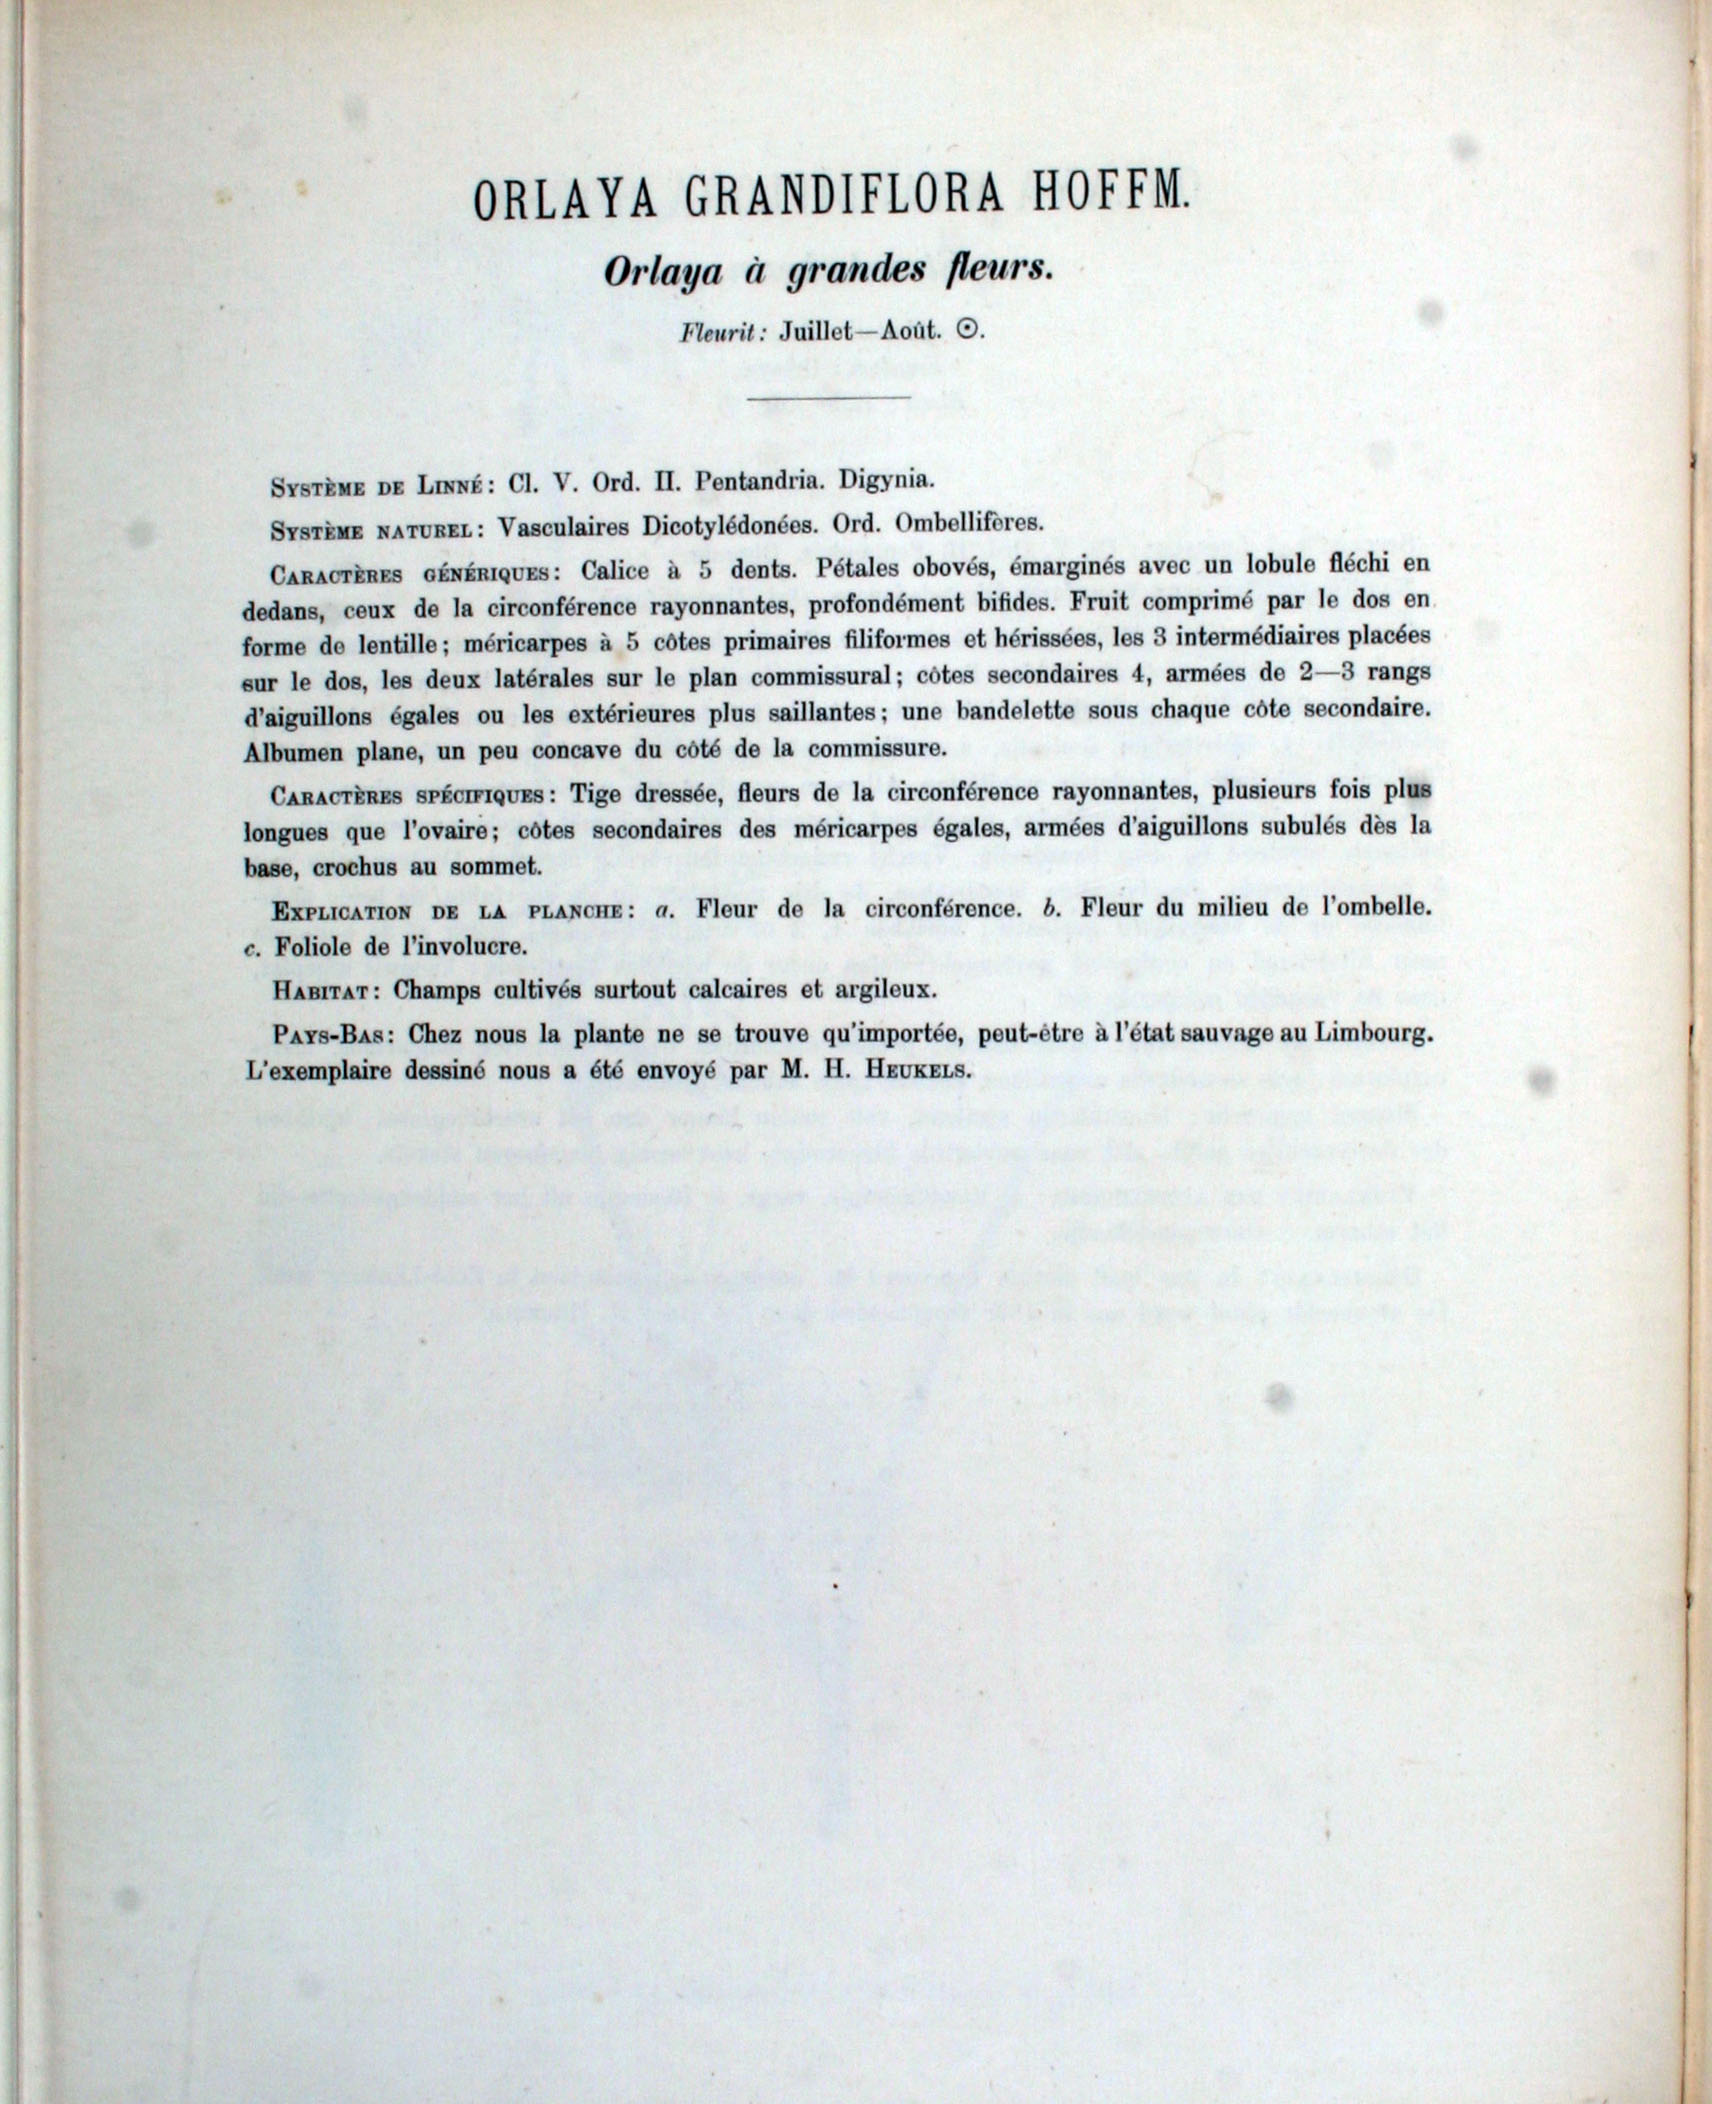 ORLAYA GRANDIFLORA HOFFM.
Orlaya à grandes fleurs.
Fleurit: Juillet—Août. ⊙.
Système de Linné: Cl. V. Ord. II. Pentandria. Digynia.
Système naturel: Vasculaires Dicotylédonées. Ord. Ombellifères.
Caractères génériques: Calice à 5 dents. Pétales obovés, émarginés avec un lobule fléchi en
dedans, ceux de la circonférence rayonnantes, profondément bifides. Fruit comprimé par le dos en
forme de lentille; méricarpes à 5 côtes primaires filiformes et hérissées, les 3 intermédiaires placées
sur le dos, les deux latérales sur le plan commissural; côtes secondaires 4, armées de 2—3 rangs
d'aiguillons égales ou les extérieures plus saillantes; une bandelette sous chaque côte secondaire.
Albumen plane, un peu concave du côté de la commissure.
Caractères spécifiques: Tige dressée, fleurs de la circonférence rayonnantes, plusieurs fois plus
longues que l'ovaire; côtes secondaires des méricarpes égales, armées d'aiguillons subulés dès la
base, crochus au sommet.
Explication de la planche: a. Fleur de la circonférence. b. Fleur du milieu de l'ombelle.
c. Foliole de l'involucre.
Habitat: Champs cultivés surtout calcaires et argileux.
Pays-Bas: Chez nous la plante ne se trouve qu'importée, peut-être à l'état sauvage au Limbourg.
L'exemplaire dessiné nous a été envoyé par M. H. Heukels.